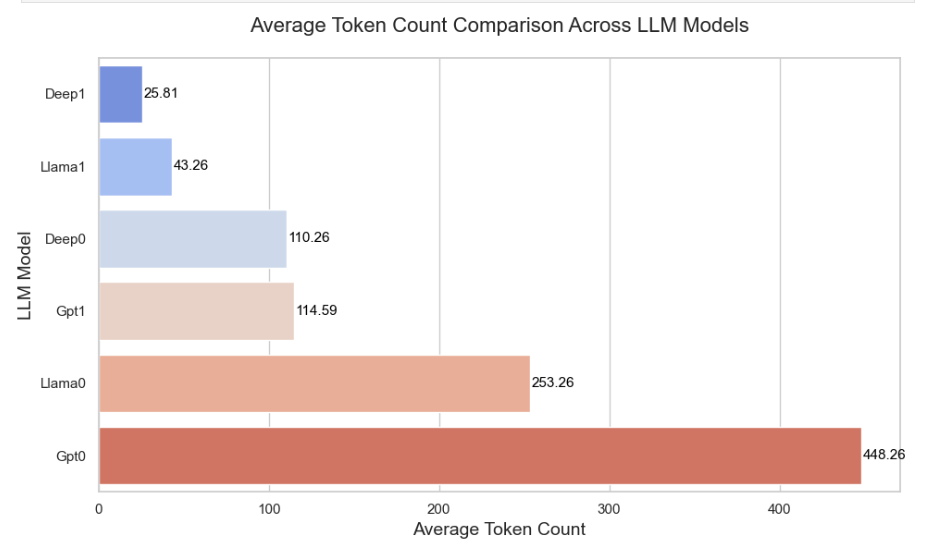 Average Token Count Comparison Across LLM Models
Deep1
25.81
Llama1
43.26
Deep0
110.26
Gpt1
114.59
Llama0
253.26
Gpt0
448.26
LLM Model
0 100 200 300 400
Average Token Count